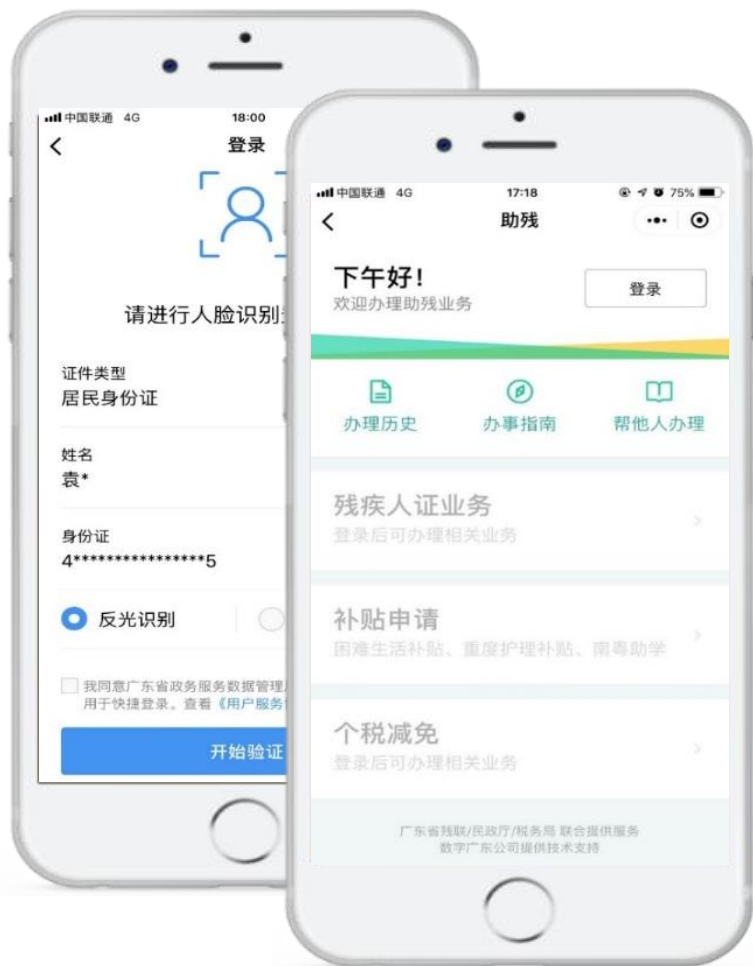 中国联通 4G 18:00
登录
请进行人脸识别
证件类型
居民身份证
姓名
袁*
身份证
4****************5
反光识别
我同意广东省政务服务数据管理
用于快捷登录。查看《用户服务
开始验证
中国联通 4G 17:18 75%
助残
下午好!
欢迎办理助残业务
登录
办理历史 办事指南 帮他人办理
残疾人证业务
登录后可办理相关业务
补贴申请
困难生活补贴、重度护理补贴、南粤助学
个税减免
登录后可办理相关业务
广东省残联/民政厅/税务局 联合提供服务
数字广东公司提供技术支持